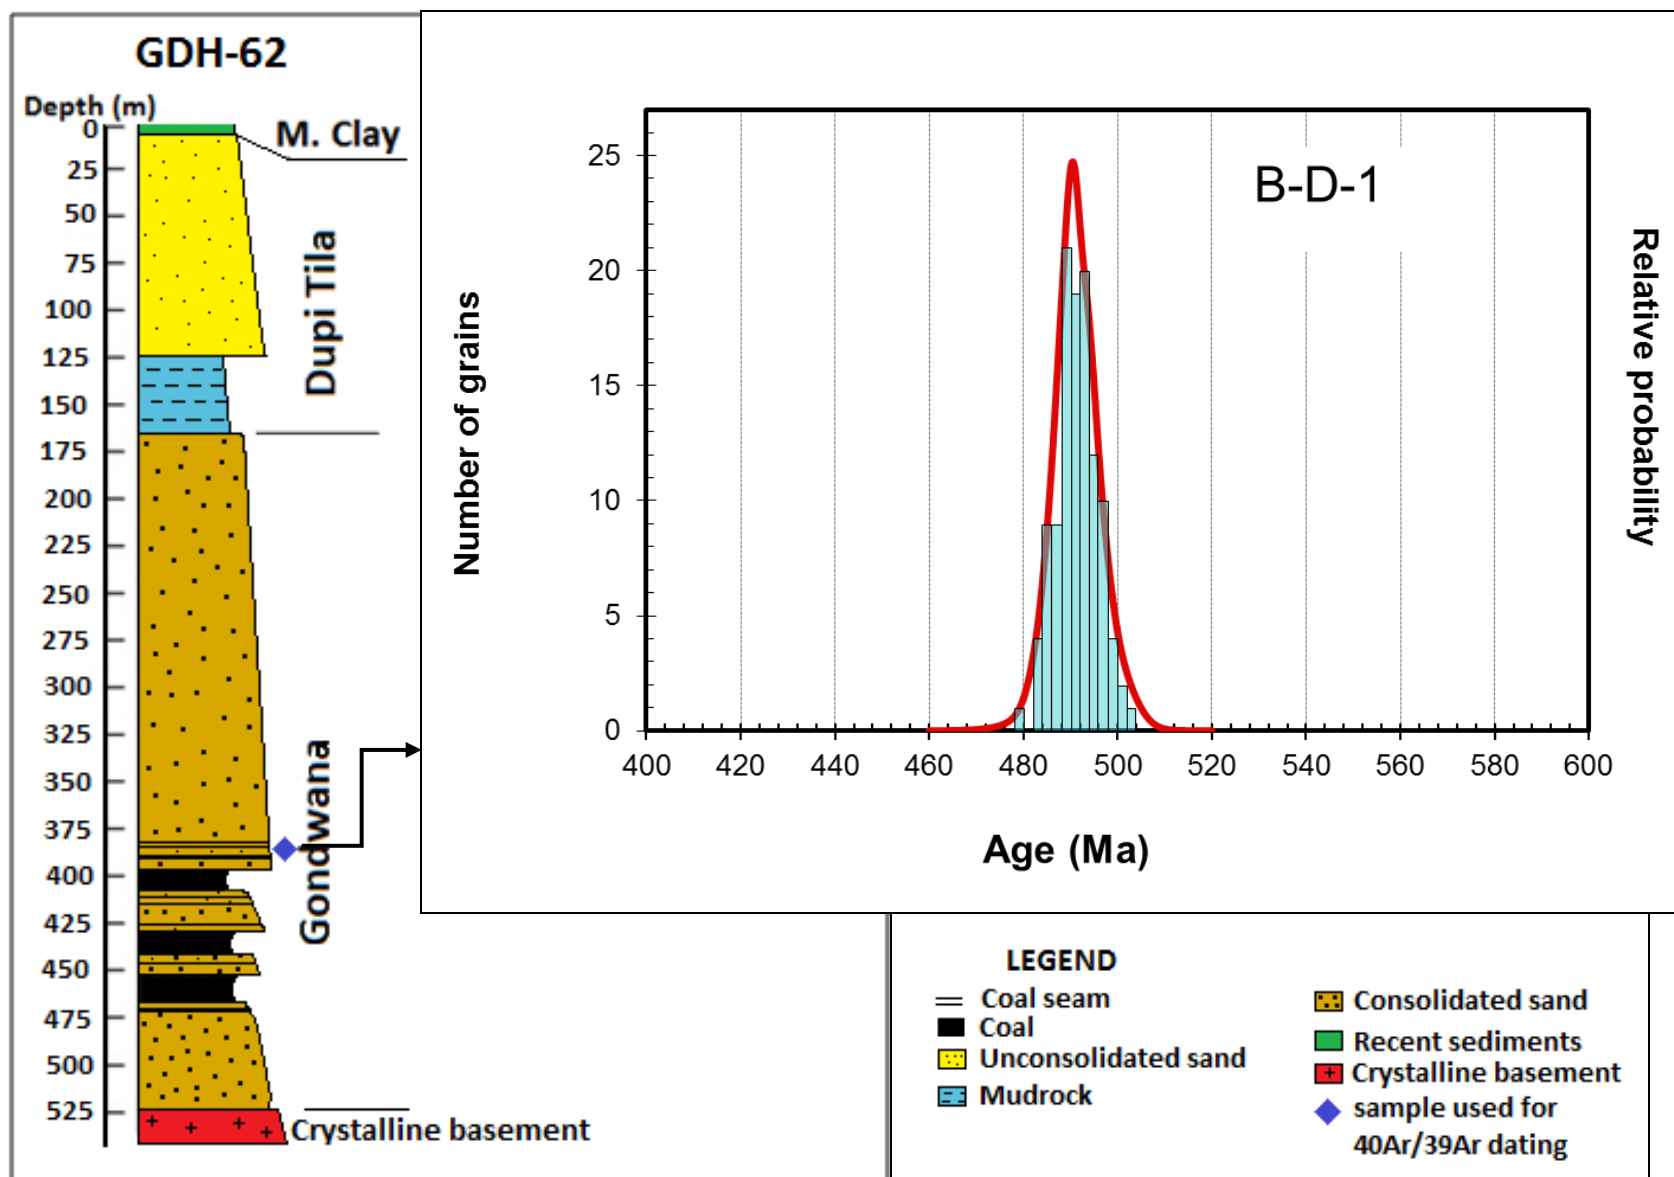 GDH-62
Depth (m)
0
25
50
75
100
125
150
175
200
225
250
275
300
325
350
375
400
425
450
475
500
525
M. Clay
Dupi Tila
Gondwana
Crystalline basement
B-D-1
Number of grains
25
20
15
10
5
0
400 420 440 460 480 500 520 540 560 580 600
Age (Ma)
Relative probability
LEGEND
Coal seam
Coal
Unconsolidated sand
Mudrock
Consolidated sand
Recent sediments
Crystalline basement
sample used for
40Ar/39Ar dating